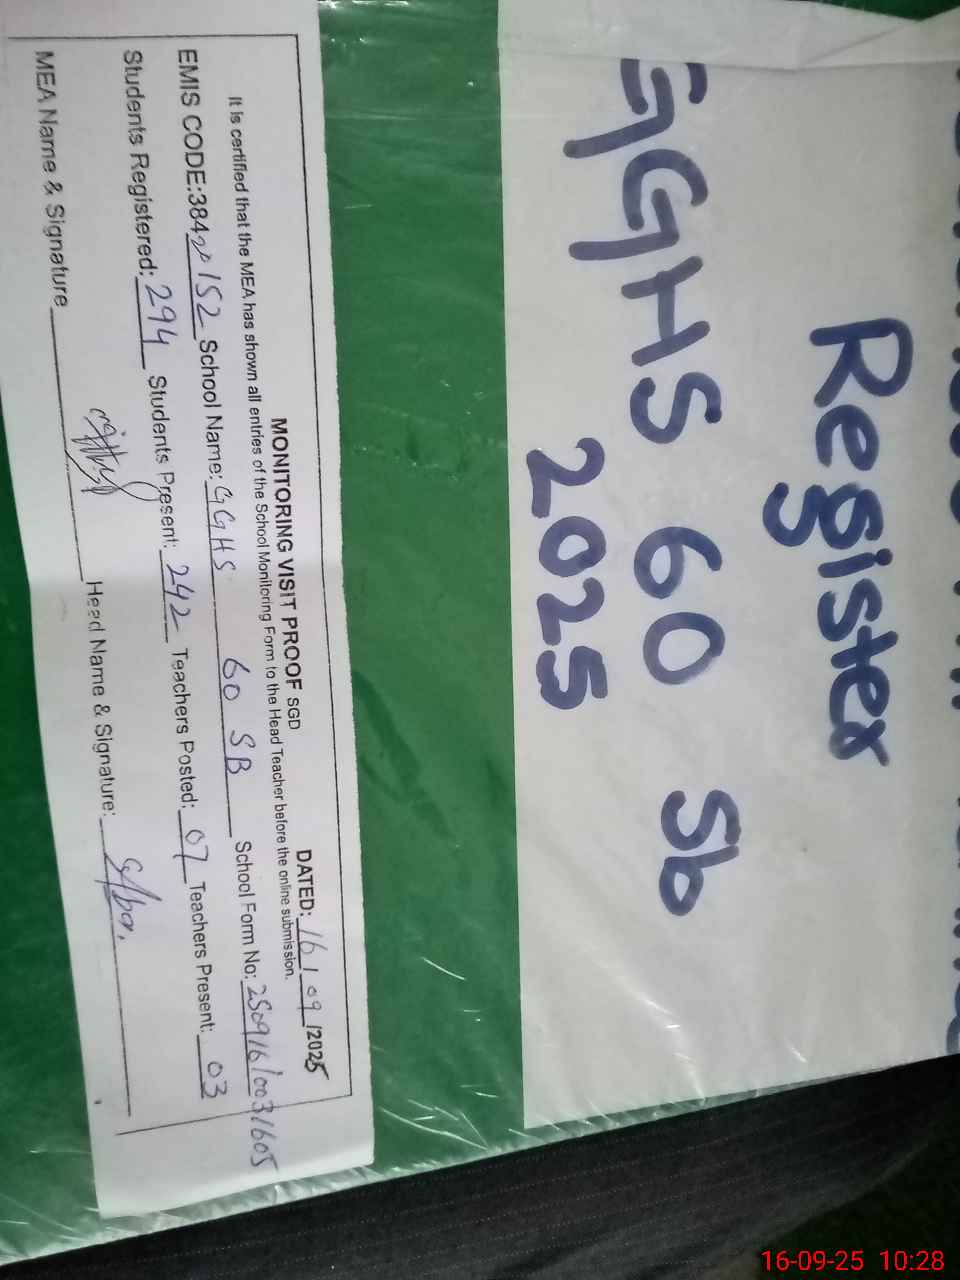 Register
GGHS 60 Sb
2025
MONITORING VISIT PROOF SGD
DATED: 16/09/2025
It is certified that the MEA has shown all entries of the School Monitoring Form to the Head Teacher before the online submission.
EMIS CODE:38420152 School Name: GGHS 60 SB School Form No: 25091610031605
Students Registered: 294 Students Present: 242 Teachers Posted: 07 Teachers Present: 03
MEA Name & Signature Head Name & Signature:
16-09-25 10:28